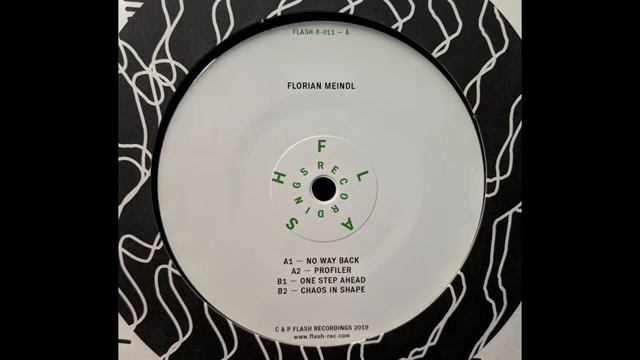 FLASH-X-011 — A
FLORIAN MEINDL
FLASH
RECORDINGS
A1 — NO WAY BACK
A2 — PROFILER
B1 — ONE STEP AHEAD
B2 — CHAOS IN SHAPE
C & P FLASH RECORDINGS 2019
www.flash-rec.com